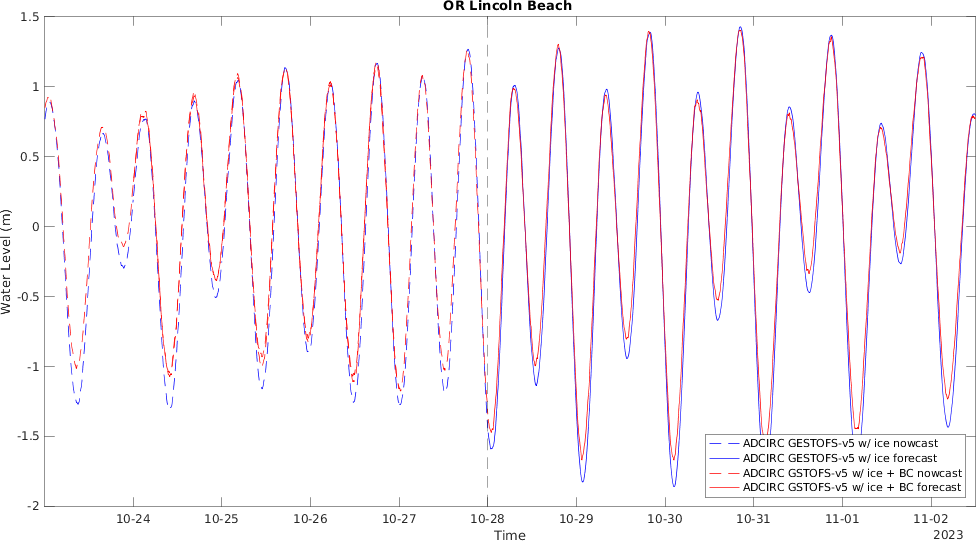 OR Lincoln Beach
1.5
1
0.5
0
-0.5
-1
-1.5
-2
Water Level (m)
ADCIRC GESTOFS-v5 w/ ice nowcast
ADCIRC GESTOFS-v5 w/ ice forecast
ADCIRC GSTOFS-v5 w/ ice + BC nowcast
ADCIRC GSTOFS-v5 w/ ice + BC forecast
10-24 10-25 10-26 10-27 10-28 10-29 10-30 10-31 11-01 11-02
Time
2023